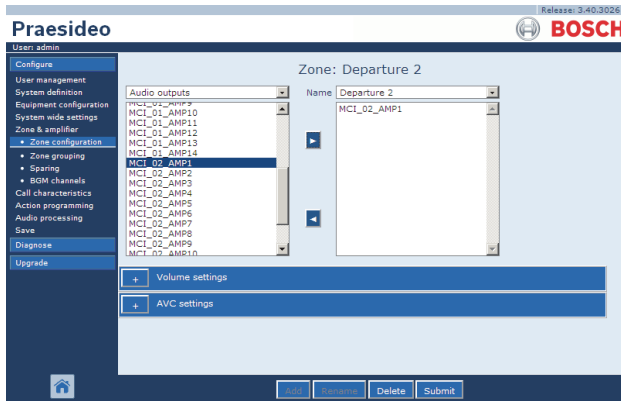 Release: 3.40.3026
Praesideo
BOSCH
User: admin
Configure
User management
System definition
Equipment configuration
System wide settings
Zone & amplifier
• Zone configuration
• Zone grouping
• Sparing
• BGM channels
Call characteristics
Action programming
Audio processing
Save
Diagnose
Upgrade
Zone: Departure 2
Audio outputs
MCI_01_AMP9
MCI_01_AMP10
MCI_01_AMP11
MCI_01_AMP12
MCI_01_AMP13
MCI_01_AMP14
MCI_02_AMP1
MCI_02_AMP2
MCI_02_AMP3
MCI_02_AMP4
MCI_02_AMP5
MCI_02_AMP6
MCI_02_AMP7
MCI_02_AMP8
MCI_02_AMP9
MCI_02_AMP10
Name Departure 2
MCI_02_AMP1
+ Volume settings
+ AVC settings
Add Rename Delete Submit